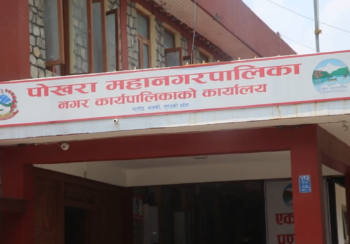 पोखरा महानगरपालिका
नगर कार्यपालिकाको कार्यालय